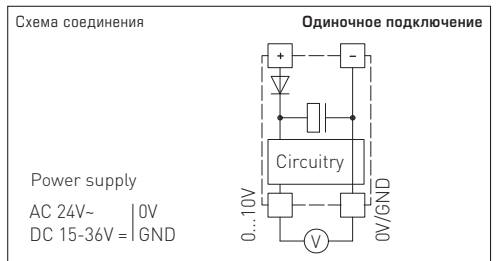 Схема соединения
Одиночное подключение
+ −
Circuitry
Power supply
AC 24V~ 0V
DC 15-36V = GND
0...10V
0V/GND
V